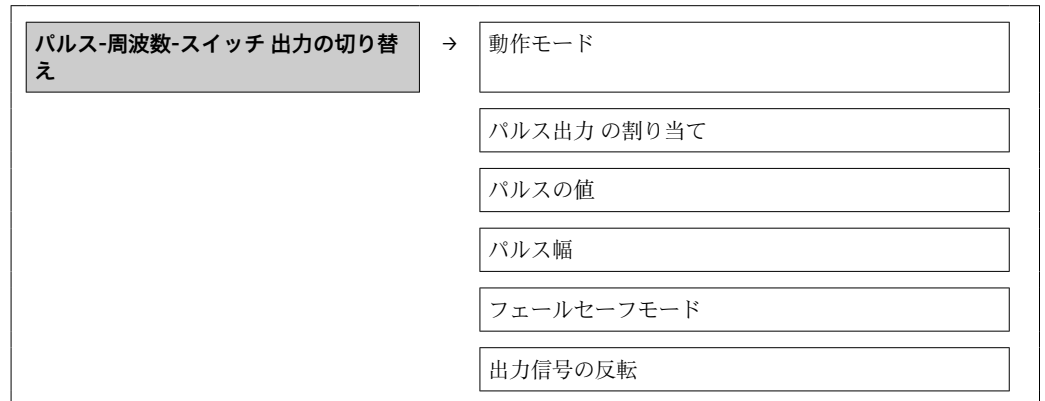 パルス-周波数-スイッチ 出力の切り替
え
→
動作モード
パルス出力 の割り当て
パルスの値
パルス幅
フェールセーフモード
出力信号の反転